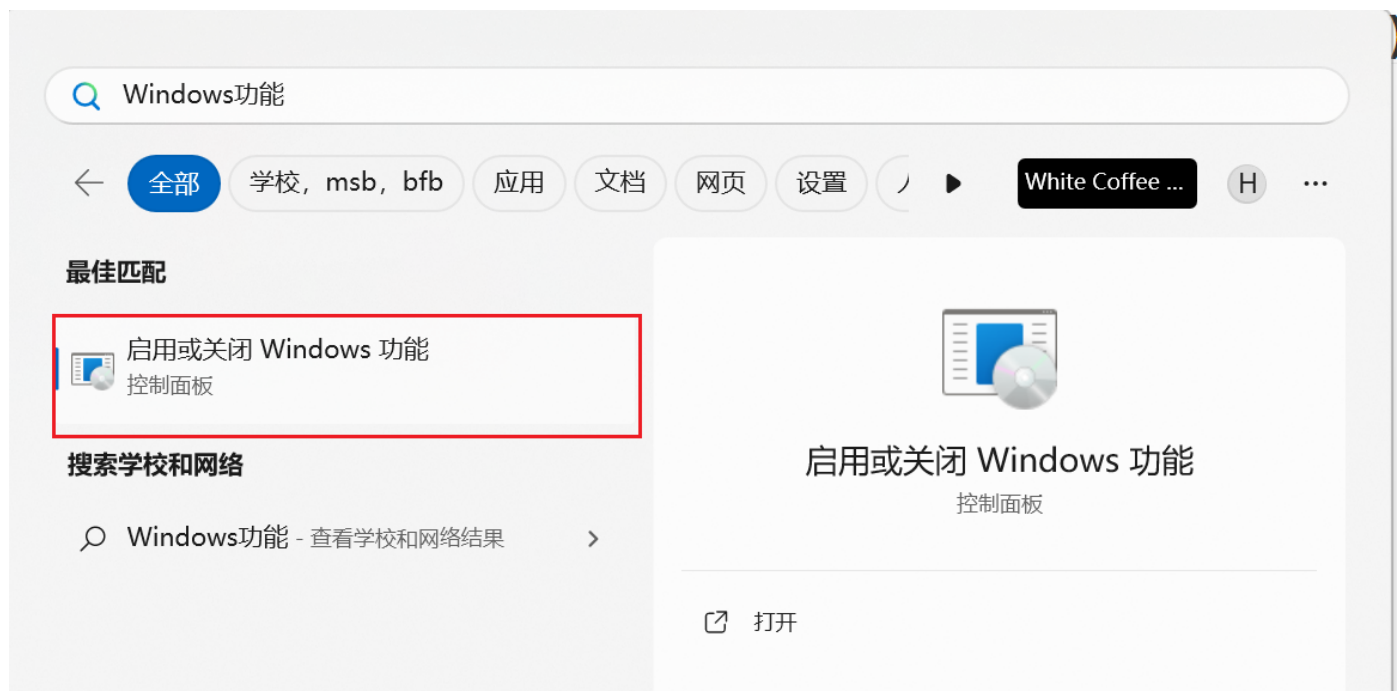 Windows功能
全部 学校，msb，bfb 应用 文档 网页 设置 White Coffee ... H ...
最佳匹配
启用或关闭 Windows 功能
控制面板
搜索学校和网络
Windows功能 - 查看学校和网络结果
启用或关闭 Windows 功能
控制面板
打开